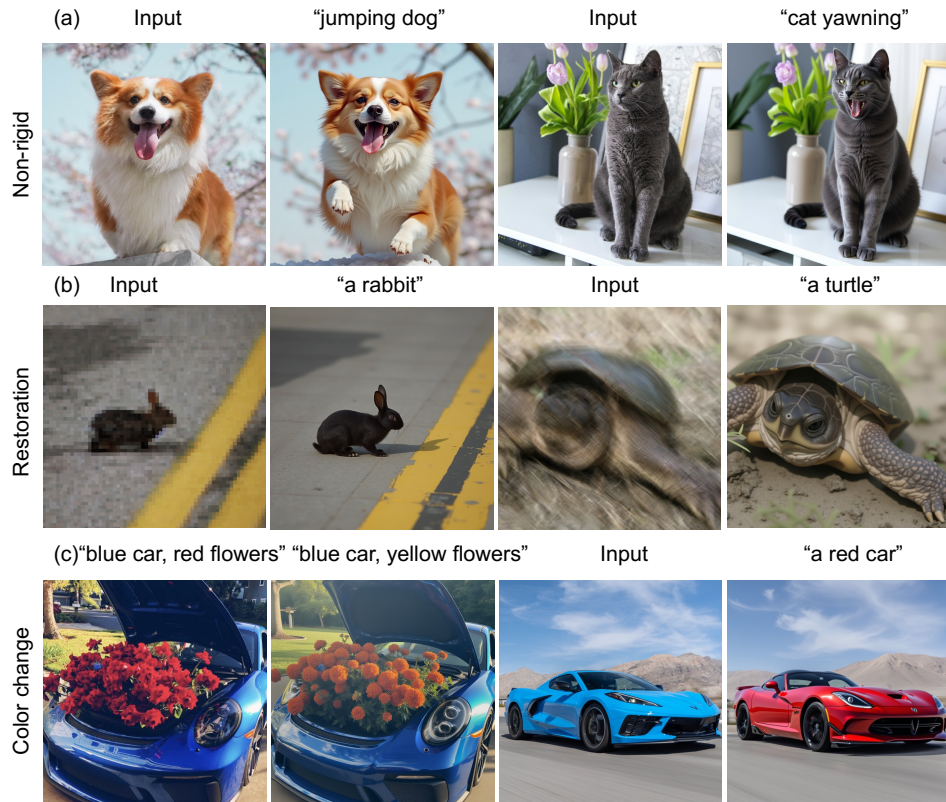 (a) Input “jumping dog” Input “cat yawning”
Non-rigid
(b) Input “a rabbit” Input “a turtle”
Restoration
(c)“blue car, red flowers” “blue car, yellow flowers” Input “a red car”
Color change